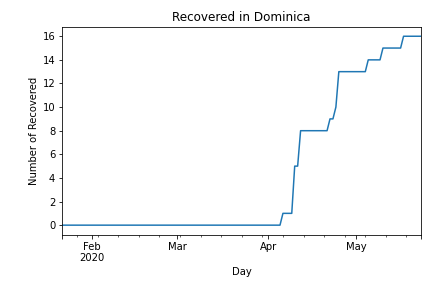 Recovered in Dominica
Number of Recovered
16
14
12
10
8
6
4
2
0
Feb
2020
Mar
Apr
May
Day